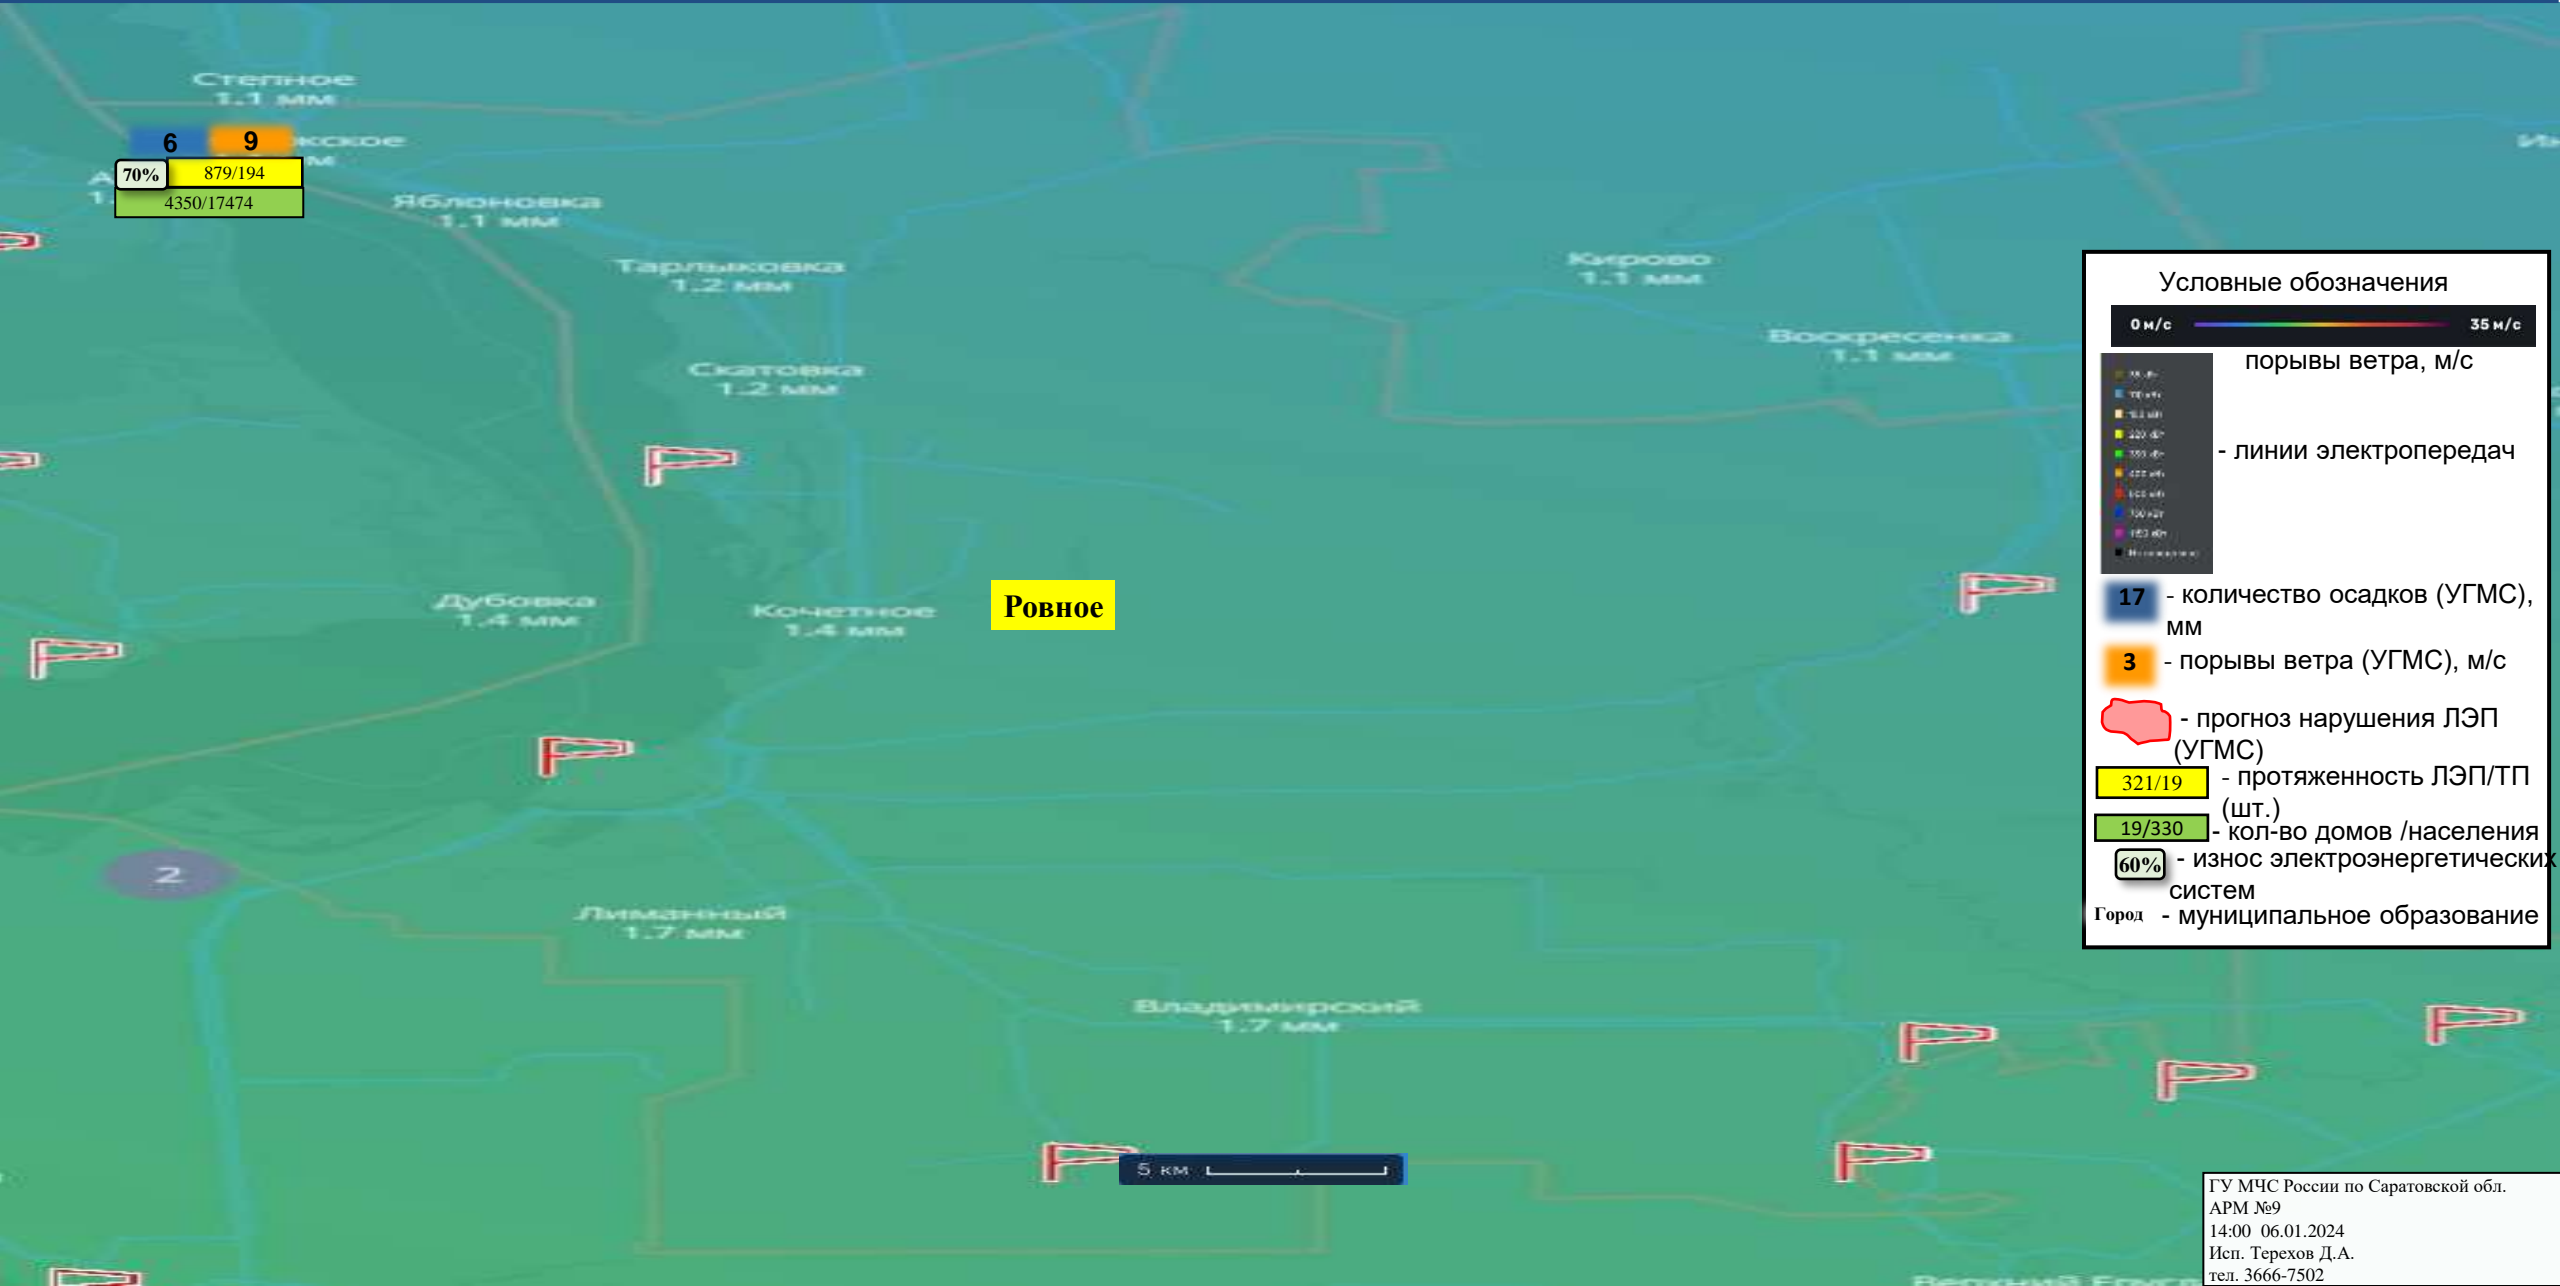 Степное
1.1 мм
6
9
70%
879/194
4350/17474
Яблоновка
1.1 мм
Тарлыковка
1.2 мм
Скатовка
1.2 мм
Кирово
1.1 мм
Воскресенка
1.1 мм
Дубовка
1.4 мм
Кочетное
1.4 мм
Ровное
2
Лиманный
1.7 мм
Владимирский
1.7 мм
5 км
Условные обозначения
0 м/с
35 м/с
порывы ветра, м/с
- линии электропередач
17 - количество осадков (УГМС),
мм
3 - порывы ветра (УГМС), м/с
- прогноз нарушения ЛЭП
(УГМС)
321/19 - протяженность ЛЭП/ТП
(шт.)
19/330 - кол-во домов /населения
60% - износ электроэнергетических
систем
Город - муниципальное образование
ГУ МЧС России по Саратовской обл.
АРМ №9
14:00 06.01.2024
Исп. Терехов Д.А.
тел. 3666-7502